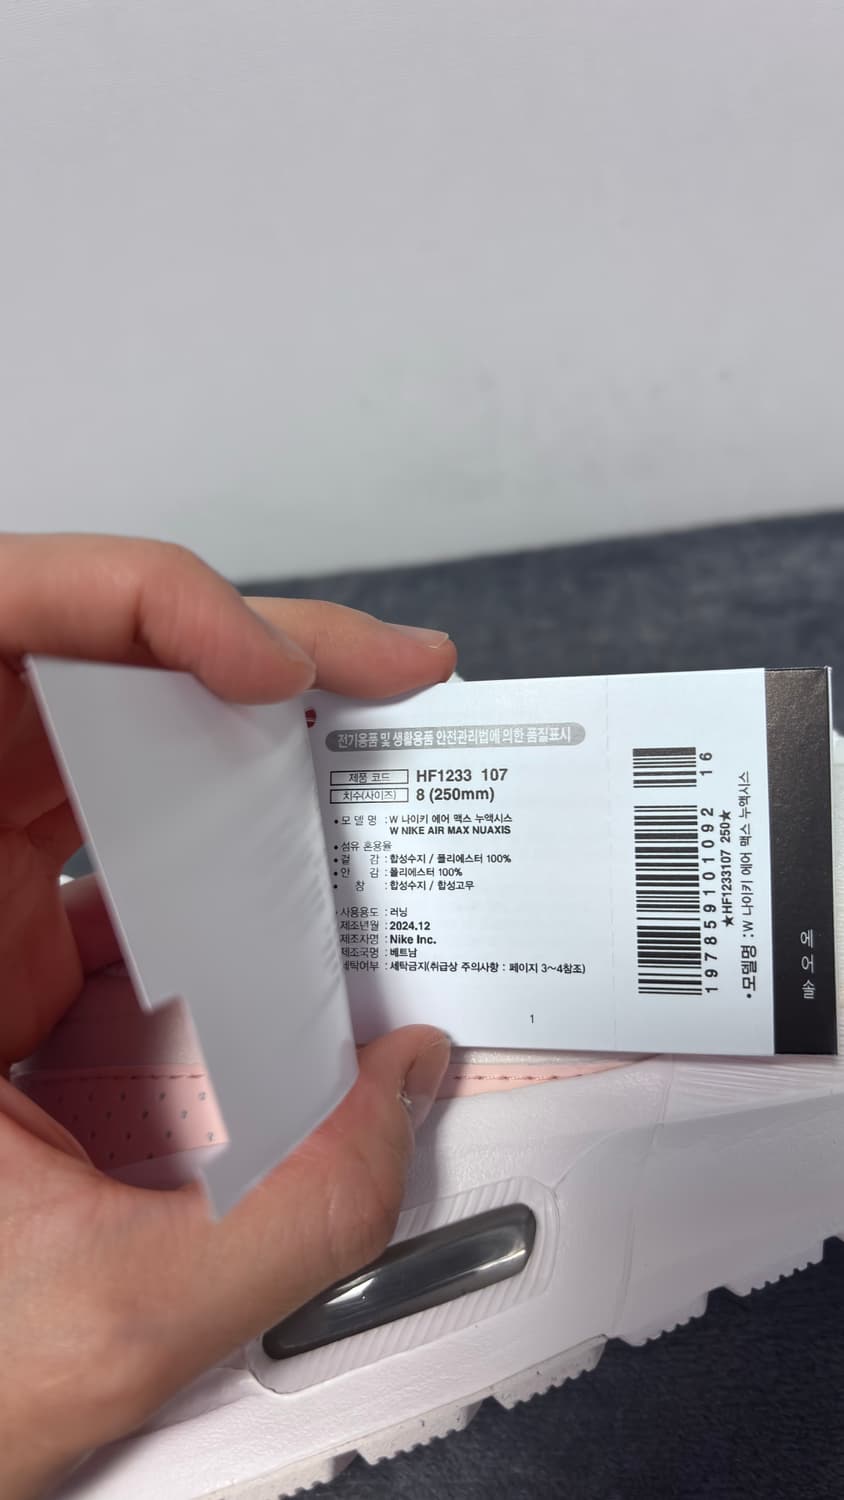 전기용품 및 생활용품 안전관리법에 의한 품질표시
제품 코드 HF1233 107
치수(사이즈) 8 (250mm)
•모 델 명 : W 나이키 에어 맥스 누액시스
W NIKE AIR MAX NUAXIS
•섬유 혼용율
•겉 감 : 합성수지 / 폴리에스터 100%
•안 감 : 폴리에스터 100%
• 창 : 합성수지 / 합성고무
사용용도 : 러닝
제조년월 : 2024.12
제조자명 : Nike Inc.
제조국명 : 베트남
세탁여부 : 세탁금지(취급상 주의사항 : 페이지 3~4참조)
1
197859101092 16
★HF1233107 250★
•모델명 : W 나이키 에어 맥스 누액시스
에어솔